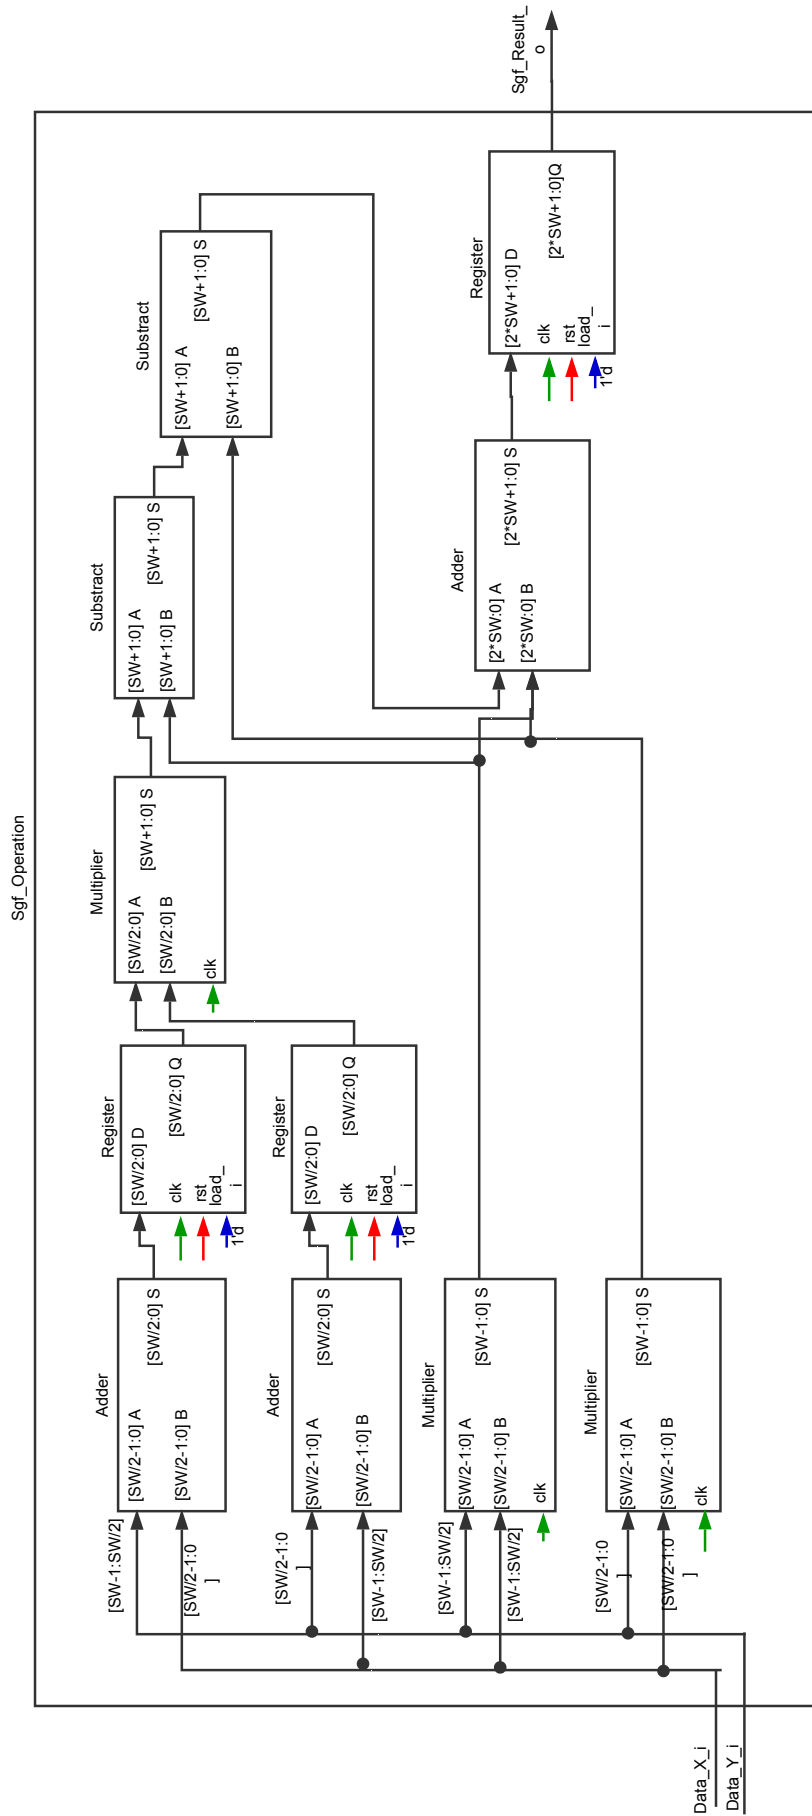 Sgf_Operation
Adder
[SW-1:SW/2]
[SW/2-1:0] A
[SW/2:0] S
[SW/2-1:0
]
[SW/2-1:0] B
Register
[SW/2:0] D
[SW/2:0] Q
clk
rst
load_
i
1'd
Multiplier
[SW/2:0] A
[SW+1:0] S
[SW/2:0] B
clk
Substract
[SW+1:0] A
[SW+1:0] S
[SW+1:0] B
Substract
[SW+1:0] A
[SW+1:0] S
[SW+1:0] B
Adder
[SW/2-1:0
]
[SW/2-1:0] A
[SW/2:0] S
[SW-1:SW/2]
[SW/2-1:0] B
Register
[SW/2:0] D
[SW/2:0] Q
clk
rst
load_
i
1'd
Multiplier
[SW-1:SW/2]
[SW/2-1:0] A
[SW-1:0] S
[SW-1:SW/2]
[SW/2-1:0] B
clk
Adder
[2*SW:0] A
[2*SW+1:0] S
[2*SW:0] B
Register
[2*SW+1:0] D
[2*SW+1:0]Q
clk
rst
load_
i
1'd
Sgf_Result_
o
Multiplier
[SW/2-1:0
]
[SW/2-1:0] A
[SW-1:0] S
[SW/2-1:0
]
[SW/2-1:0] B
clk
Data_X_i
Data_Y_i